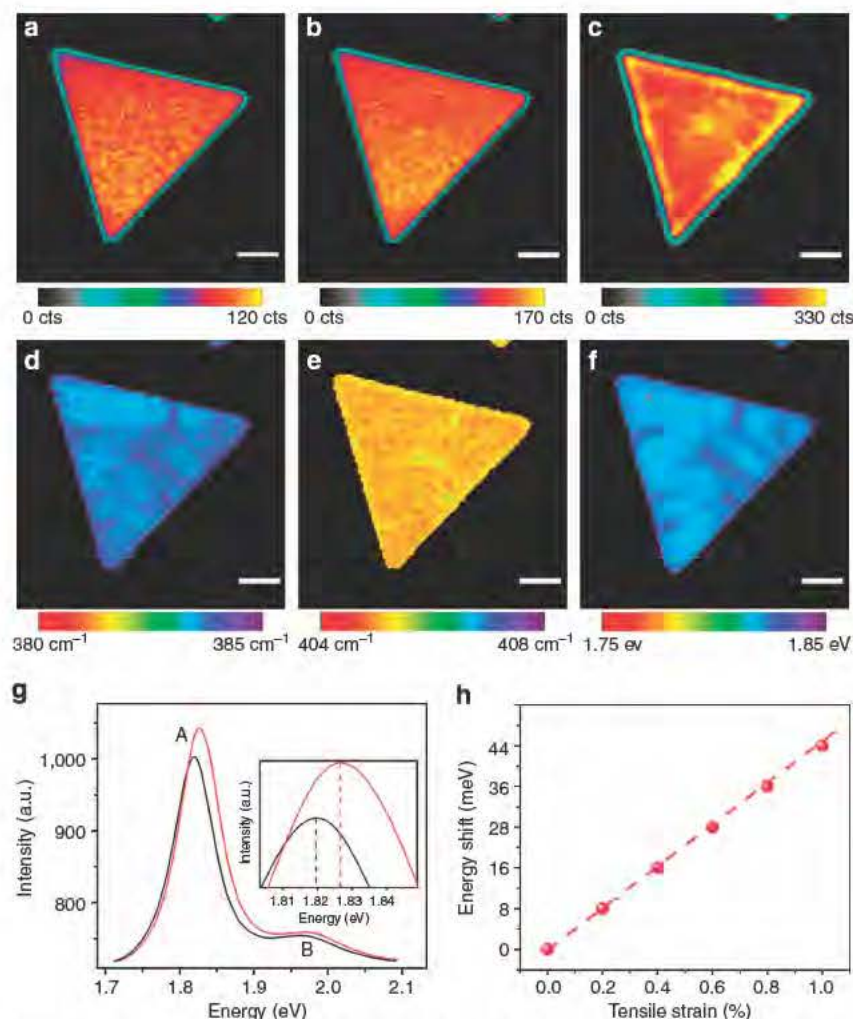 a
b
c
0 cts 120 cts
0 cts 170 cts
0 cts 330 cts
d
e
f
380 cm⁻¹ 385 cm⁻¹
404 cm⁻¹ 408 cm⁻¹
1.75 ev 1.85 eV
g
A
B
1,000
900
800
Intensity (a.u.)
1.7 1.8 1.9 2.0 2.1
Energy (eV)
Intensity (a.u.)
1.81 1.82 1.83 1.84
Energy (eV)
h
44
36
28
16
8
0
Energy shift (meV)
0.0 0.2 0.4 0.6 0.8 1.0
Tensile strain (%)